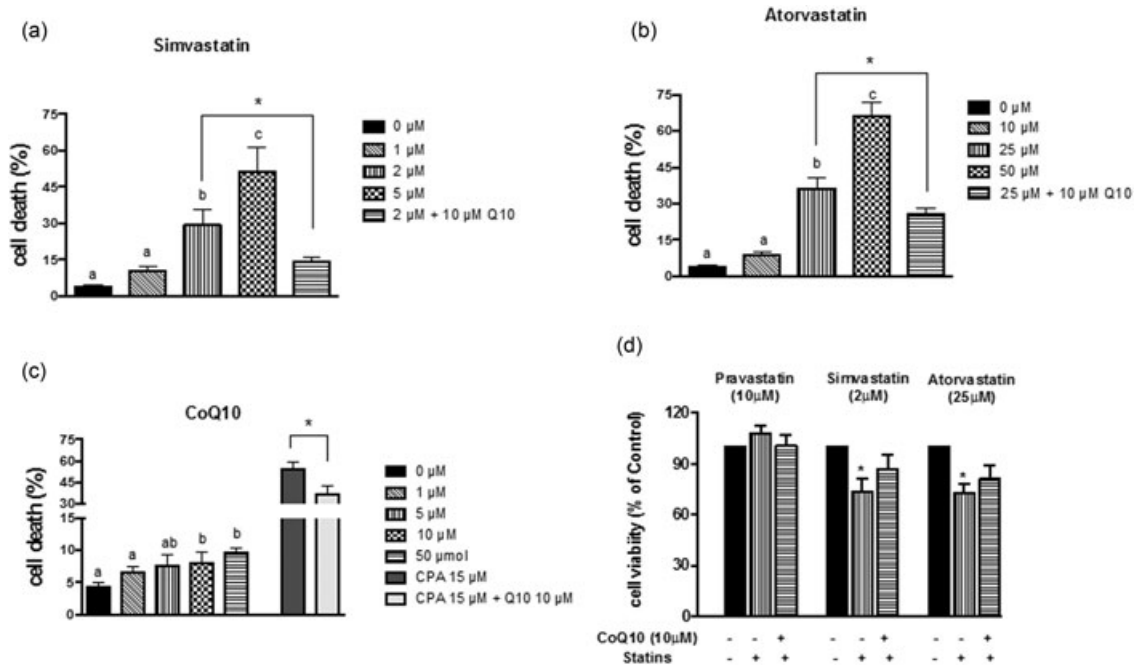 (a)
Simvastatin
*
75
60
45
30
15
0
cell death (%)
a
a
b
c
0 µM
1 µM
2 µM
5 µM
2 µM + 10 µM Q10
(b)
Atorvastatin
*
75
60
45
30
15
0
cell death (%)
a
a
b
c
0 µM
10 µM
25 µM
50 µM
25 µM + 10 µM Q10
(c)
CoQ10
*
75
60
45
30
15
10
5
0
cell death (%)
a
a
ab
b
b
0 µM
1 µM
5 µM
10 µM
50 µmol
CPA 15 µM
CPA 15 µM + Q10 10 µM
(d)
Pravastatin
(10µM)
Simvastatin
(2µM)
Atorvastatin
(25µM)
120
90
60
30
0
cell viability (% of Control)
*
*
CoQ10 (10µM) - - + - - + - - +
Statins - + + - + + - + +